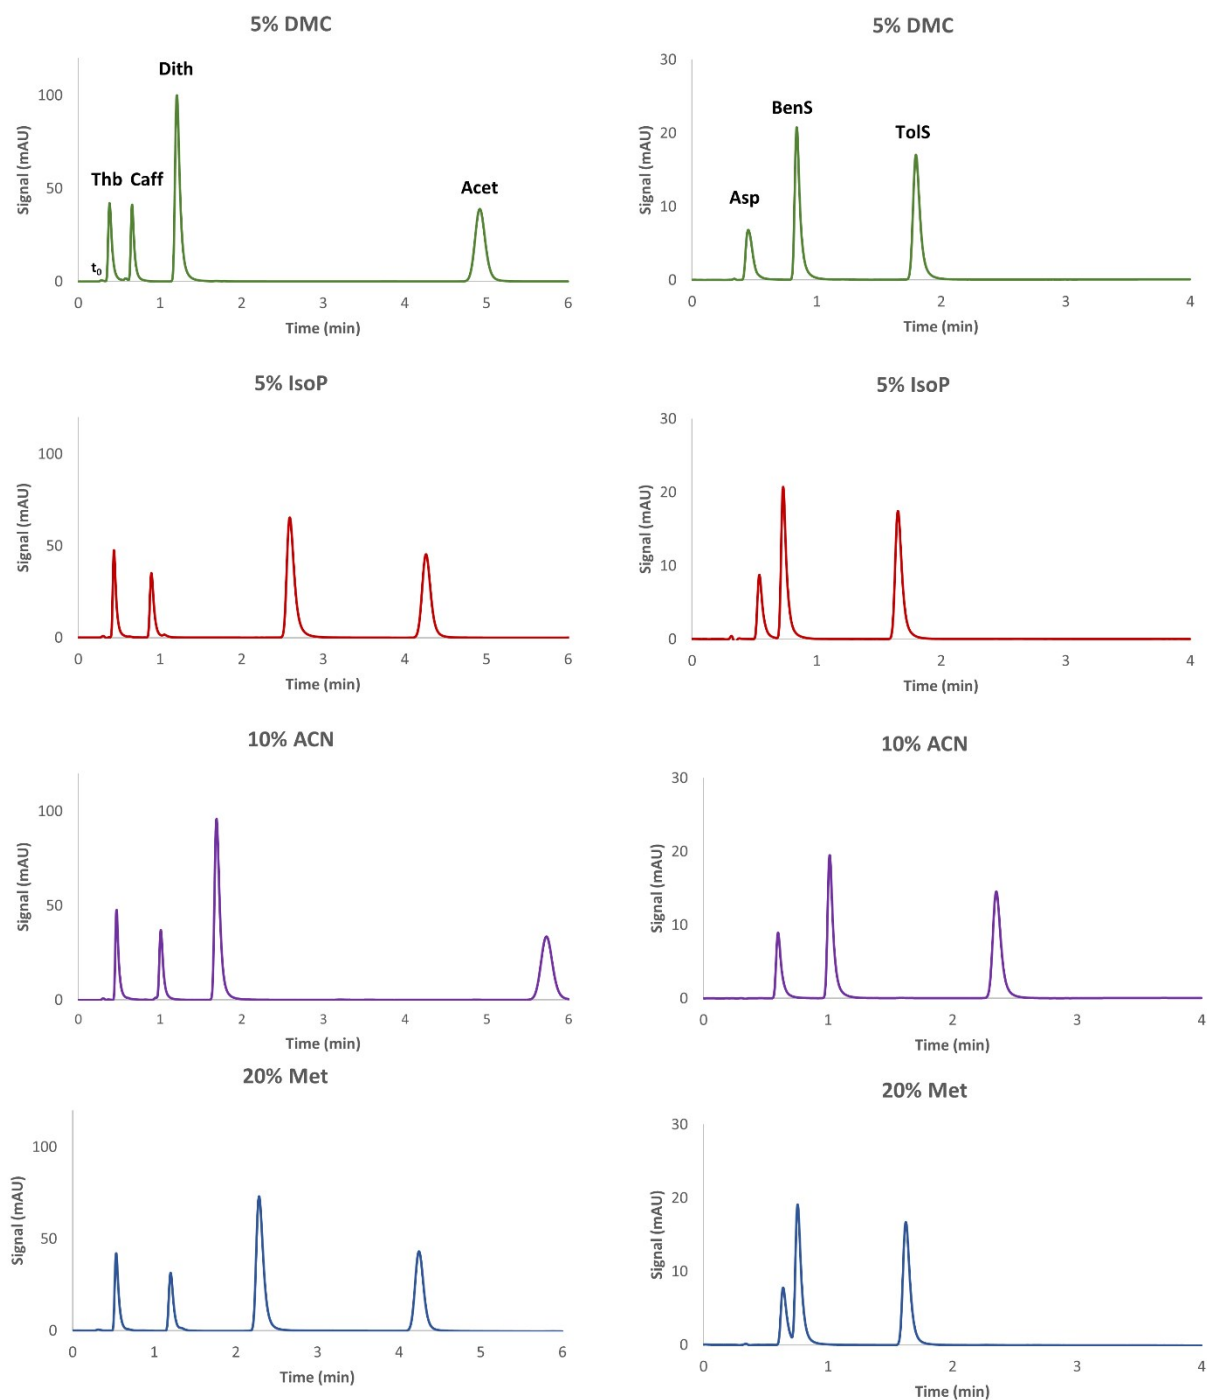 5% DMC
Signal (mAU)
100
50
0
Thb
Caff
Dith
Acet
t₀
0 1 2 3 4 5 6
Time (min)
5% DMC
Signal (mAU)
30
20
10
0
Asp
BenS
TolS
0 1 2 3 4
Time (min)
5% IsoP
Signal (mAU)
100
50
0
0 1 2 3 4 5 6
Time (min)
5% IsoP
Signal (mAU)
30
20
10
0
0 1 2 3 4
Time (min)
10% ACN
Signal (mAU)
100
50
0
0 1 2 3 4 5 6
Time (min)
10% ACN
Signal (mAU)
30
20
10
0
0 1 2 3 4
Time (min)
20% Met
Signal (mAU)
100
50
0
0 1 2 3 4 5 6
Time (min)
20% Met
Signal (mAU)
30
20
10
0
0 1 2 3 4
Time (min)